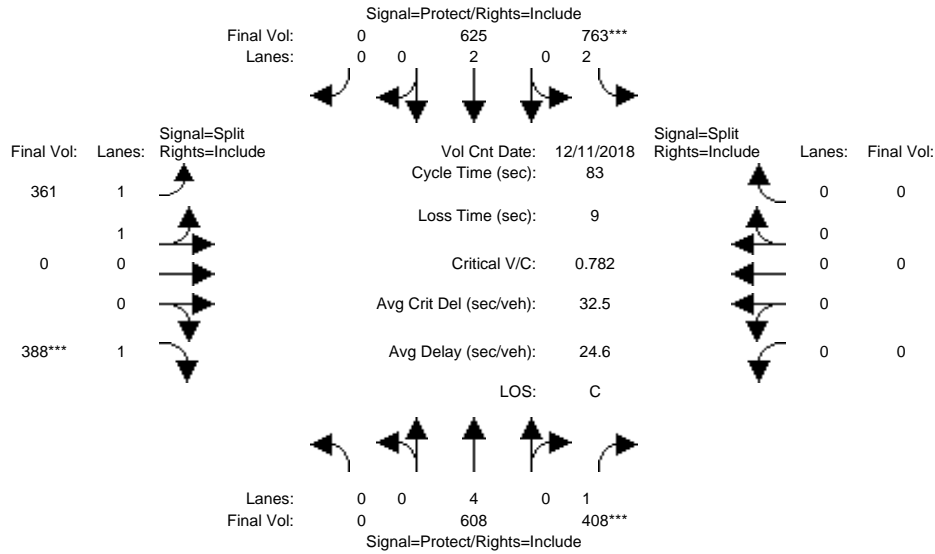 Signal=Protect/Rights=Include
Final Vol: 0 625 763***
Lanes: 0 0 2 0 2
Signal=Split Signal=Split
Final Vol: Lanes: Rights=Include Vol Cnt Date: 12/11/2018 Rights=Include Lanes: Final Vol:
Cycle Time (sec): 83
361 1 0 0
Loss Time (sec): 9
1 0
0 0 Critical V/C: 0.782 0 0
0 Avg Crit Del (sec/veh): 32.5 0
388*** 1 Avg Delay (sec/veh): 24.6 0 0
LOS: C
Lanes: 0 0 4 0 1
Final Vol: 0 608 408***
Signal=Protect/Rights=Include